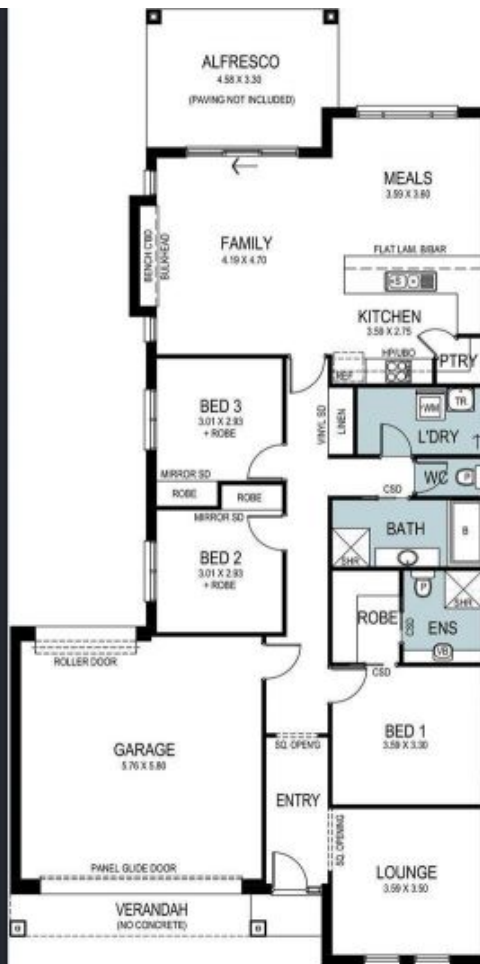 ALFRESCO
4.58 X 3.30
(PAVING NOT INCLUDED)
MEALS
3.59 X 3.60
FAMILY
4.19 X 4.70
BENCH C'BD
BULKHEAD
FLAT LAM. B/BAR
KITCHEN
3.59 X 2.75
HP/UBO
REF
PTRY
BED 3
3.01 X 2.93
+ ROBE
VINYL SD
LINEN
WM
TR
L'DRY
MIRROR SD
ROBE
ROBE
MIRROR SD
CSD
WC
P
BATH
B
SHR
BED 2
3.01 X 2.93
+ ROBE
ROBE
CSD
P
SHR
ENS
VB
CSD
ROLLER DOOR
GARAGE
5.76 X 5.80
PANEL GLIDE DOOR
BED 1
3.59 X 3.30
SQ. OPEN'G
ENTRY
SQ. OPENING
LOUNGE
3.59 X 3.50
VERANDAH
(NO CONCRETE)